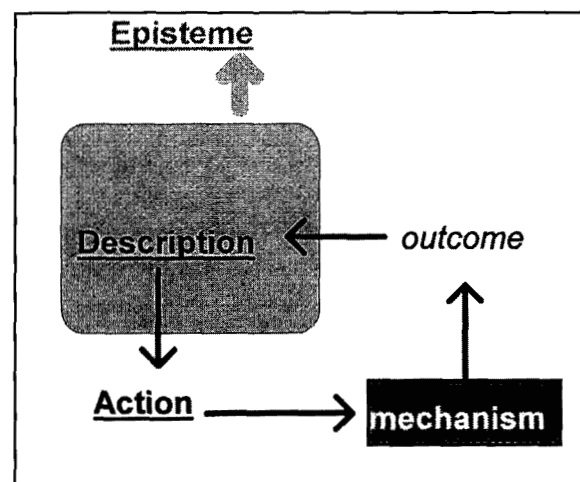 Episteme
Description
outcome
Action
mechanism